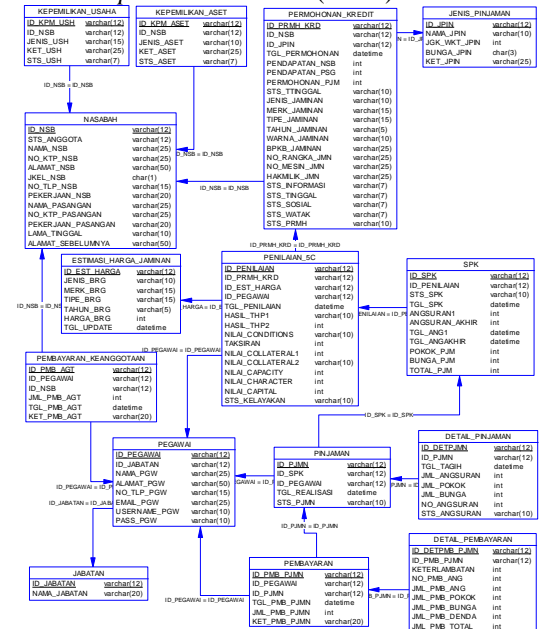 KEPEMILIKAN_USAHA
ID_KPM_USH varchar(12)
ID_NSB varchar(12)
JENIS_USH varchar(15)
KET_USH varchar(25)
STS_USH varchar(7)
KEPEMILIKAN_ASET
ID_KPM_ASET varchar(12)
ID_NSB varchar(12)
JENIS_ASET varchar(10)
KET_ASET varchar(25)
STS_ASET varchar(7)
PERMOHONAN_KREDIT
ID_PRMH_KRD varchar(12)
ID_NSB varchar(12)
ID_JPIN varchar(12)
TGL_PERMOHONAN datetime
PENDAPATAN_NSB int
PENDAPATAN_PSG int
PERMOHONAN_PJM int
STS_TTINGGAL varchar(10)
JENIS_JAMINAN varchar(10)
MERK_JAMINAN varchar(15)
TIPE_JAMINAN varchar(15)
TAHUN_JAMINAN varchar(5)
WARNA_JAMINAN varchar(10)
BPKB_JAMINAN varchar(25)
NO_RANGKA_JMN varchar(25)
NO_MESIN_JMN varchar(25)
HAKMILIK_JMN varchar(25)
STS_INFORMASI varchar(7)
STS_TINGGAL varchar(7)
STS_SOSIAL varchar(7)
STS_WATAK varchar(7)
STS_PRMH varchar(10)
JENIS_PINJAMAN
ID_JPIN varchar(12)
NAMA_JPIN varchar(10)
JGK_WKT_JPIN int
BUNGA_JPIN char(3)
KET_JPIN varchar(25)
ID_NSB = ID_NSB
D_NSB = ID_NSB
N = ID_J
NASABAH
ID_NSB varchar(12)
STS_ANGGOTA varchar(12)
NAMA_NSB varchar(25)
NO_KTP_NSB varchar(25)
ALAMAT_NSB varchar(50)
JKEL_NSB char(1)
NO_TLP_NSB varchar(15)
PEKERJAAN_NSB varchar(20)
NAMA_PASANGAN varchar(25)
NO_KTP_PASANGAN varchar(25)
PEKERJAAN_PASANGAN varchar(20)
LAMA_TINGGAL varchar(10)
ALAMAT_SEBELUMNYA varchar(50)
ID_NSB = ID_NSB
ID_PRMH_KRD = ID_PRMH_KRD
ESTIMASI_HARGA_JAMINAN
ID_EST_HARGA varchar(12)
JENIS_BRG varchar(10)
MERK_BRG varchar(15)
TIPE_BRG varchar(15)
TAHUN_BRG varchar(5)
HARGA_BRG int
TGL_UPDATE datetime
PENILAIAN_5C
ID_PENILAIAN varchar(12)
ID_PRMH_KRD varchar(12)
ID_EST_HARGA varchar(12)
ID_PEGAWAI varchar(12)
TGL_PENILAIAN datetime
HASIL_THP1 varchar(10)
HASIL_THP2 int
NILAI_CONDITIONS varchar(10)
TAKSIRAN int
NILAI_COLLATERAL1 int
NILAI_COLLATERAL2 varchar(10)
NILAI_CAPACITY int
NILAI_CHARACTER int
NILAI_CAPITAL int
STS_KELAYAKAN varchar(10)
SPK
ID_SPK varchar(12)
ID_PENILAIAN varchar(12)
STS_SPK varchar(10)
TGL_SPK datetime
ANGSURAN1 int
ANGSURAN_AKHIR int
TGL_ANG1 datetime
TGL_ANGAKHIR datetime
POKOK_PJM int
BUNGA_PJM int
TOTAL_PJM int
_HARGA = ID_E
ENILAIAN = ID_PE
ID_PEGAWAI = ID_PEGAWAI
PEMBAYARAN_KEANGGOTAAN
ID_PMB_AGT varchar(12)
ID_PEGAWAI varchar(12)
ID_NSB varchar(12)
JML_PMB_AGT int
TGL_PMB_AGT datetime
KET_PMB_AGT varchar(20)
D_SPK = ID_SPK
PEGAWAI
ID_PEGAWAI varchar(12)
ID_JABATAN varchar(12)
NAMA_PGW varchar(25)
ALAMAT_PGW varchar(50)
NO_TLP_PGW varchar(15)
EMAIL_PGW varchar(25)
USERNAME_PGW varchar(10)
PASS_PGW varchar(10)
PINJAMAN
ID_PJMN varchar(12)
ID_SPK varchar(12)
ID_PEGAWAI varchar(12)
TGL_REALISASI datetime
STS_PJMN varchar(10)
DETAIL_PINJAMAN
ID_DETPJMN varchar(12)
ID_PJMN varchar(12)
TGL_TAGIH datetime
JML_ANGSURAN int
JML_POKOK int
JML_BUNGA int
NO_ANGSURAN int
STS_ANGSURAN varchar(10)
ID_PJMN = ID_PJMN
JABATAN
ID_JABATAN varchar(12)
NAMA_JABATAN varchar(20)
ID_PEGAWAI = ID_PEGAWAI
PEMBAYARAN
ID_PMB_PJMN varchar(12)
ID_PEGAWAI varchar(12)
ID_PJMN varchar(12)
TGL_PMB_PJMN datetime
JML_PMB_PJMN int
KET_PMB_PJMN varchar(20)
DETAIL_PEMBAYARAN
ID_DETPMB_PJMN varchar(12)
ID_PMB_PJMN varchar(12)
KETERLAMBATAN int
NO_PMB_ANG int
JML_PMB_ANG int
JML_PMB_POKOK int
JML_PMB_BUNGA int
JML_PMB_DENDA int
JML_PMB_TOTAL int